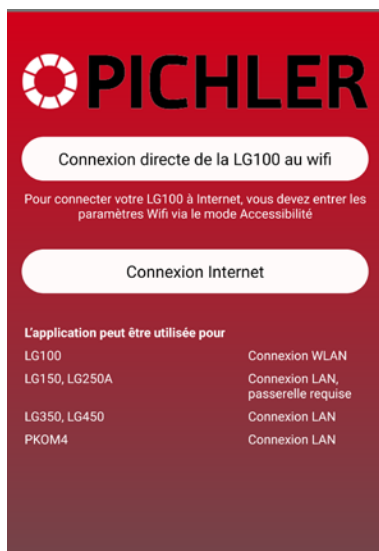 PICHLER
Connexion directe de la LG100 au wifi
Pour connecter votre LG100 à Internet, vous devez entrer les
paramètres Wifi via le mode Accessibilité
Connexion Internet
L'application peut être utilisée pour
LG100 Connexion WLAN
LG150, LG250A Connexion LAN,
passerelle requise
LG350, LG450 Connexion LAN
PKOM4 Connexion LAN